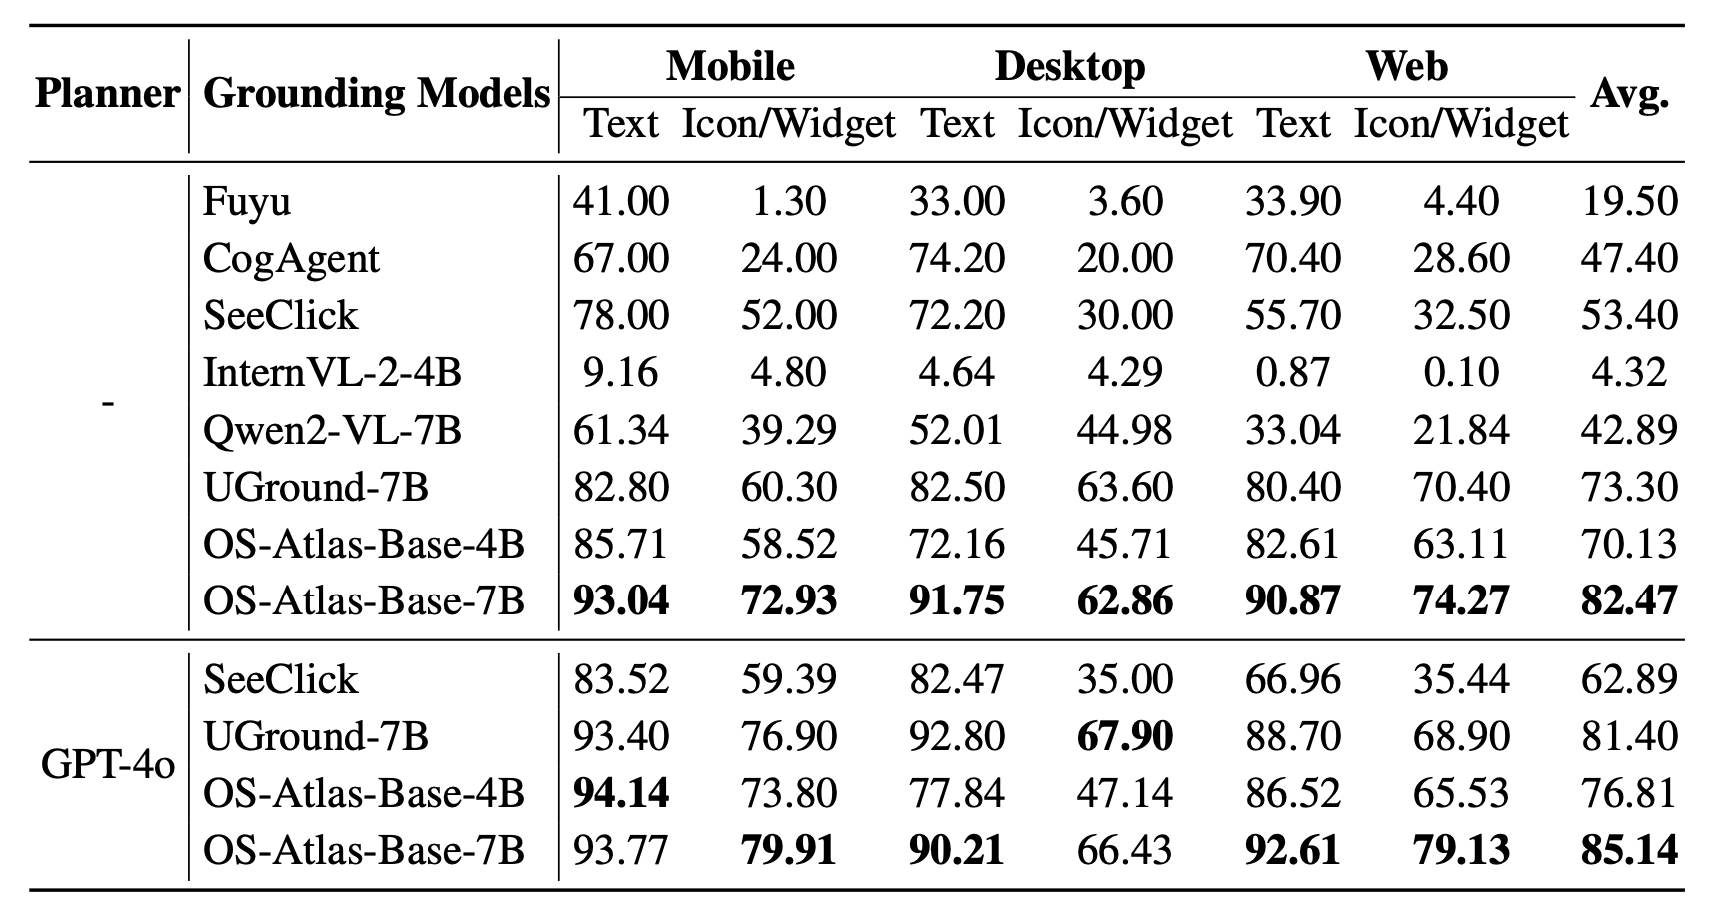 Planner Grounding Models Mobile Desktop Web Avg.
Text Icon/Widget Text Icon/Widget Text Icon/Widget
Fuyu 41.00 1.30 33.00 3.60 33.90 4.40 19.50
CogAgent 67.00 24.00 74.20 20.00 70.40 28.60 47.40
SeeClick 78.00 52.00 72.20 30.00 55.70 32.50 53.40
InternVL-2-4B 9.16 4.80 4.64 4.29 0.87 0.10 4.32
- Qwen2-VL-7B 61.34 39.29 52.01 44.98 33.04 21.84 42.89
UGround-7B 82.80 60.30 82.50 63.60 80.40 70.40 73.30
OS-Atlas-Base-4B 85.71 58.52 72.16 45.71 82.61 63.11 70.13
OS-Atlas-Base-7B 93.04 72.93 91.75 62.86 90.87 74.27 82.47
SeeClick 83.52 59.39 82.47 35.00 66.96 35.44 62.89
GPT-4o UGround-7B 93.40 76.90 92.80 67.90 88.70 68.90 81.40
OS-Atlas-Base-4B 94.14 73.80 77.84 47.14 86.52 65.53 76.81
OS-Atlas-Base-7B 93.77 79.91 90.21 66.43 92.61 79.13 85.14